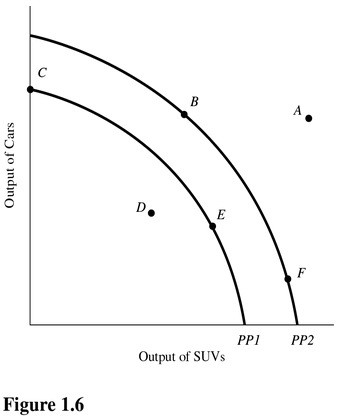 C
B
A
Output of Cars
D
E
F
PP1 PP2
Output of SUVs
Figure 1.6